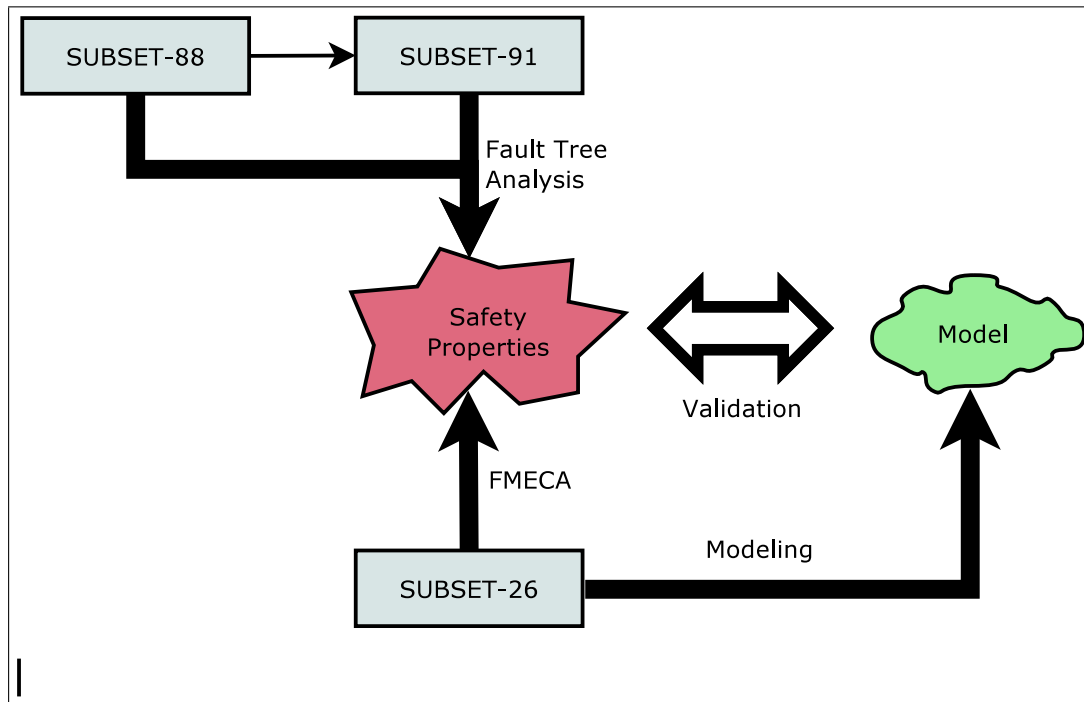 SUBSET-88
SUBSET-91
Fault Tree
Analysis
Safety
Properties
Model
Validation
FMECA
Modeling
SUBSET-26